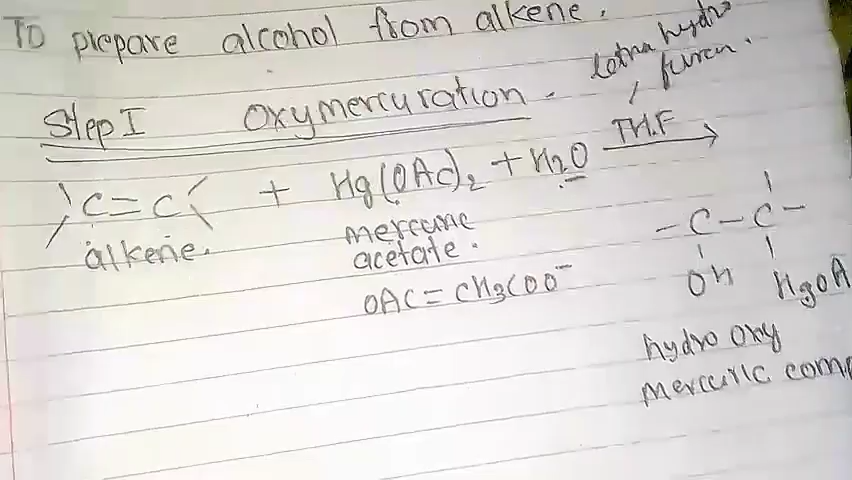 To prepare alcohol from alkene.
tetra hydro
furan.
Step I Oxymercuration -
THF
C=C + Hg(OAc)2 + H2O
alkene.
mercuric
acetate.
OAC = CH3COO-
- C - C -
OH HgOA
hydro oxy
mercuric comp